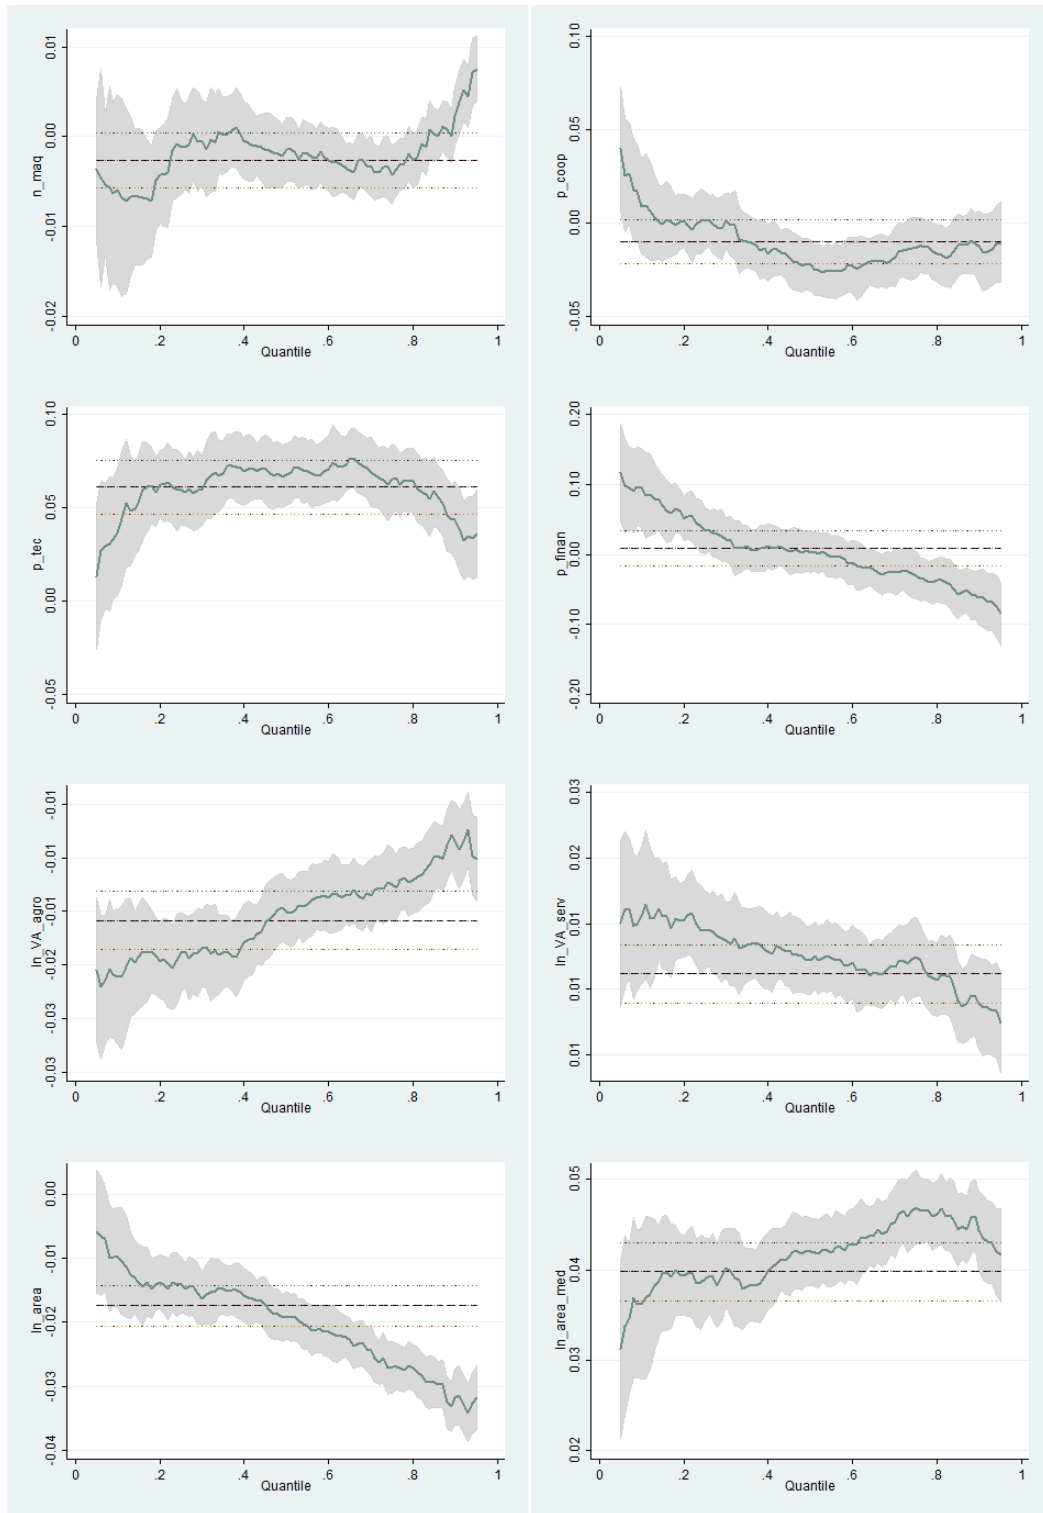 n_maq
0.01
0.00
-0.01
-0.02
0 .2 .4 .6 .8 1
Quantile
p_coop
0.10
0.05
0.00
-0.05
0 .2 .4 .6 .8 1
Quantile
p_tec
0.10
0.05
0.00
-0.05
0 .2 .4 .6 .8 1
Quantile
p_finan
0.20
0.10
0.00
-0.10
-0.20
0 .2 .4 .6 .8 1
Quantile
ln_VA_agro
-0.01
-0.01
-0.01
-0.02
-0.03
-0.03
0 .2 .4 .6 .8 1
Quantile
ln_VA_serv
0.03
0.02
0.01
0.01
0.01
0 .2 .4 .6 .8 1
Quantile
ln_area
0.00
-0.01
-0.02
-0.03
-0.04
0 .2 .4 .6 .8 1
Quantile
ln_area_med
0.05
0.04
0.03
0.02
0 .2 .4 .6 .8 1
Quantile